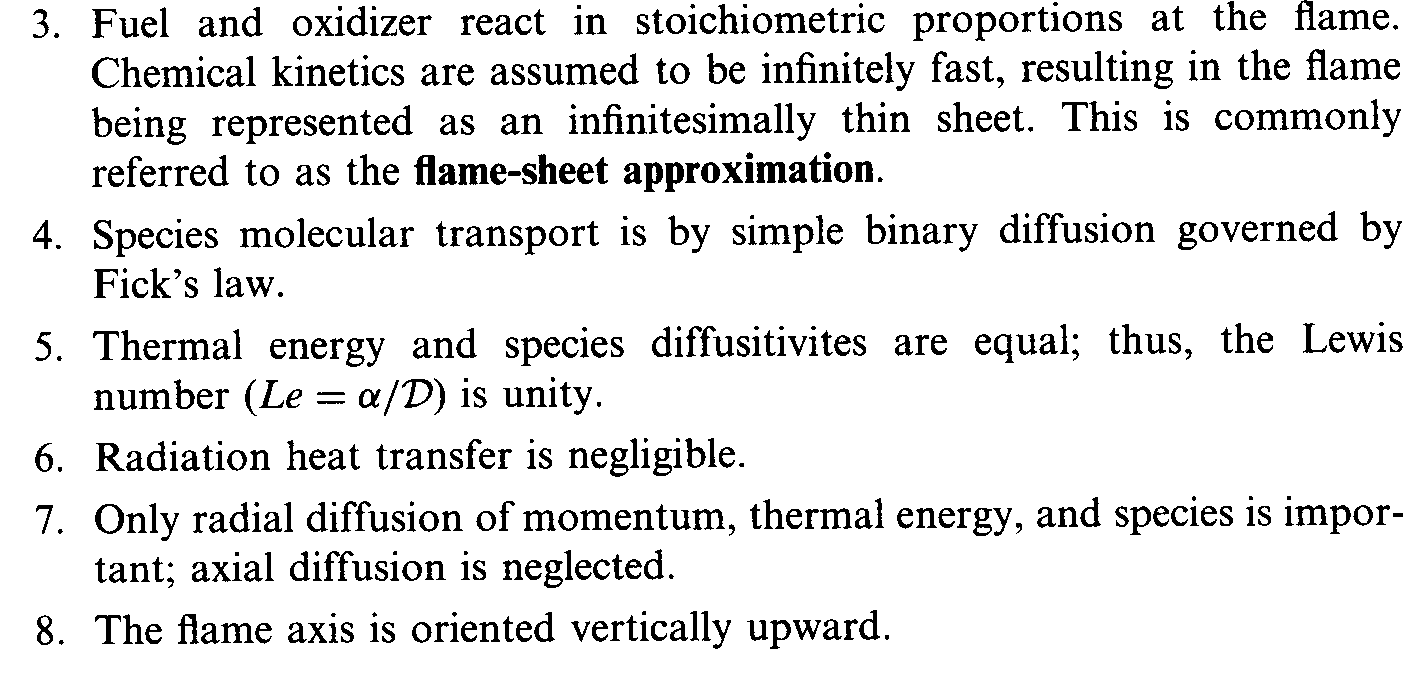 3. Fuel and oxidizer react in stoichiometric proportions at the flame.
Chemical kinetics are assumed to be infinitely fast, resulting in the flame
being represented as an infinitesimally thin sheet. This is commonly
referred to as the flame-sheet approximation.
4. Species molecular transport is by simple binary diffusion governed by
Fick's law.
5. Thermal energy and species diffusitivites are equal; thus, the Lewis
number (Le = α/𝒟) is unity.
6. Radiation heat transfer is negligible.
7. Only radial diffusion of momentum, thermal energy, and species is impor-
tant; axial diffusion is neglected.
8. The flame axis is oriented vertically upward.